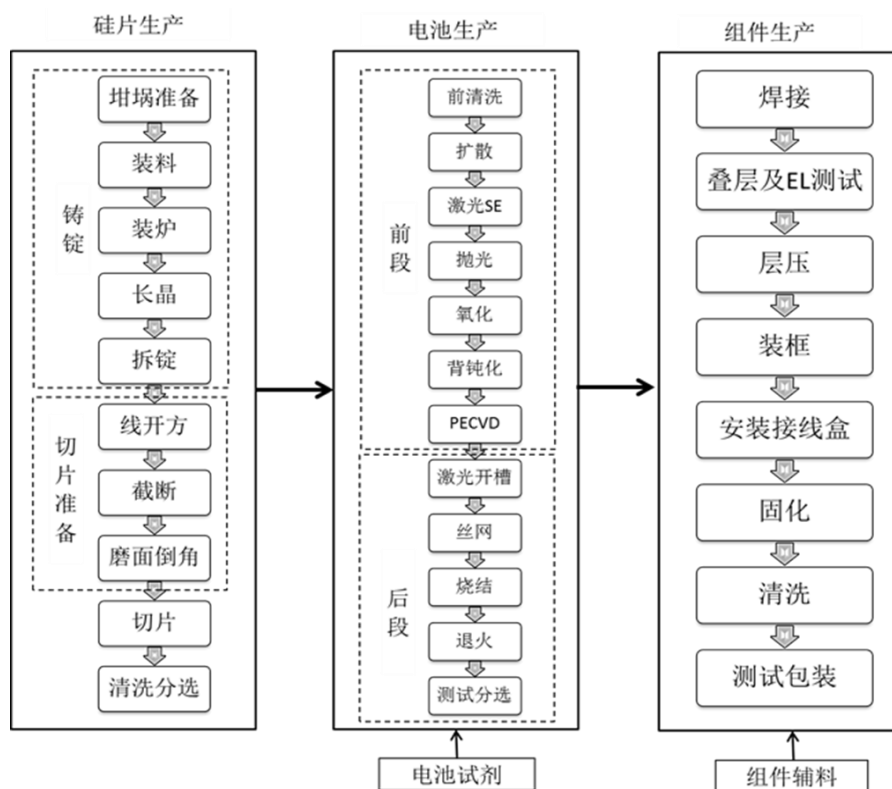 硅片生产
坩埚准备
装料
装炉
长晶
拆锭
铸锭
线开方
截断
磨面倒角
切片准备
切片
清洗分选
电池生产
前清洗
扩散
激光SE
抛光
氧化
背钝化
PECVD
前段
激光开槽
丝网
烧结
退火
测试分选
后段
电池试剂
组件生产
焊接
叠层及EL测试
层压
装框
安装接线盒
固化
清洗
测试包装
组件辅料